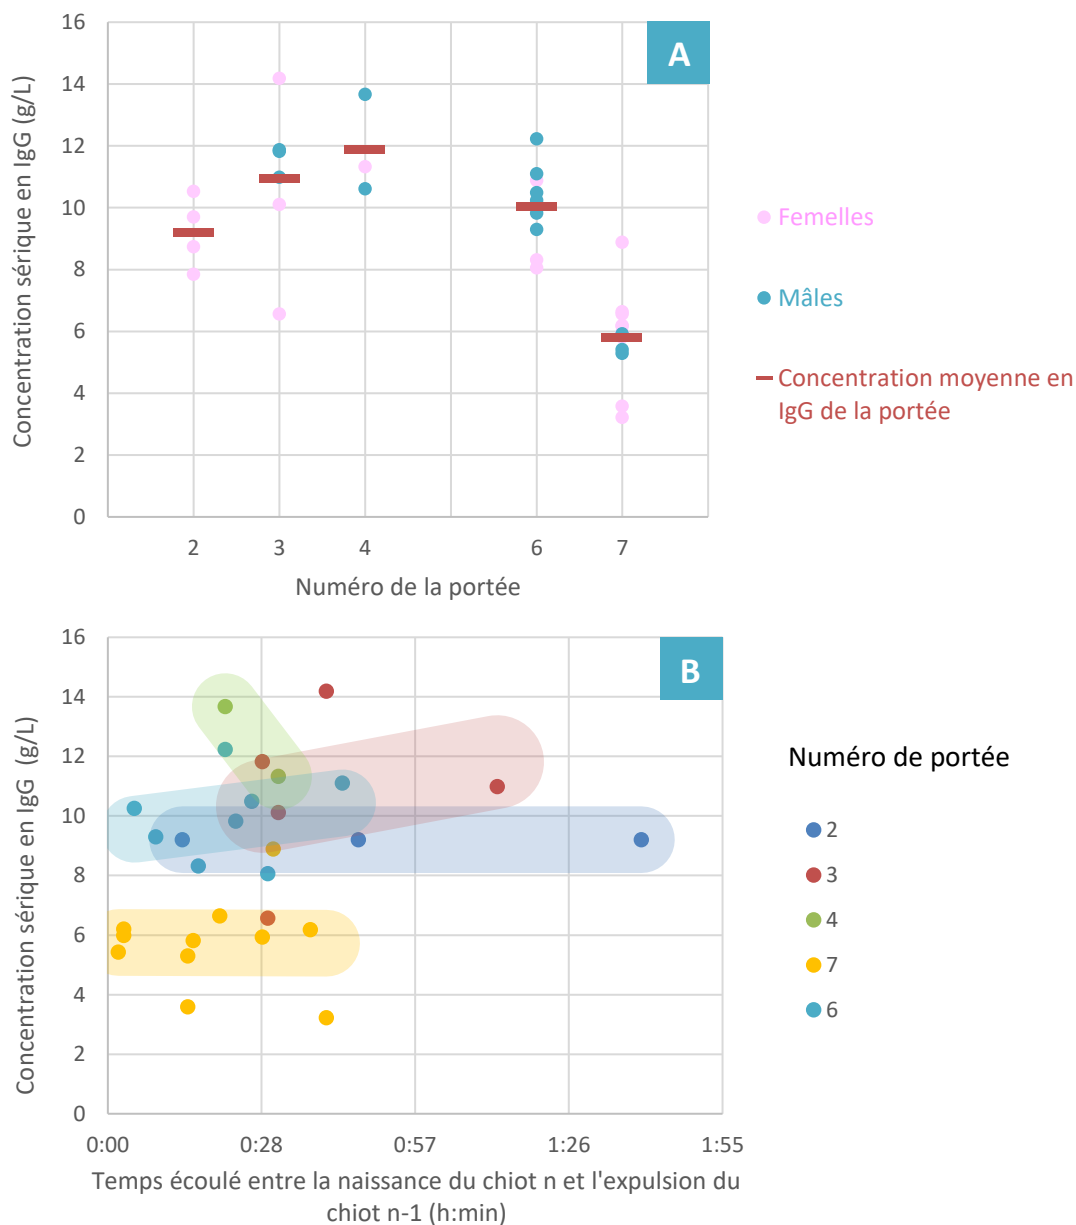 A
16
14
12
10
8
6
4
2
0
Concentration sérique en IgG (g/L)
2 3 4 6 7
Numéro de la portée
Femelles
Mâles
Concentration moyenne en
IgG de la portée
B
16
14
12
10
8
6
4
2
0
Concentration sérique en IgG (g/L)
0:00 0:28 0:57 1:26 1:55
Temps écoulé entre la naissance du chiot n et l'expulsion du
chiot n-1 (h:min)
Numéro de portée
2
3
4
7
6